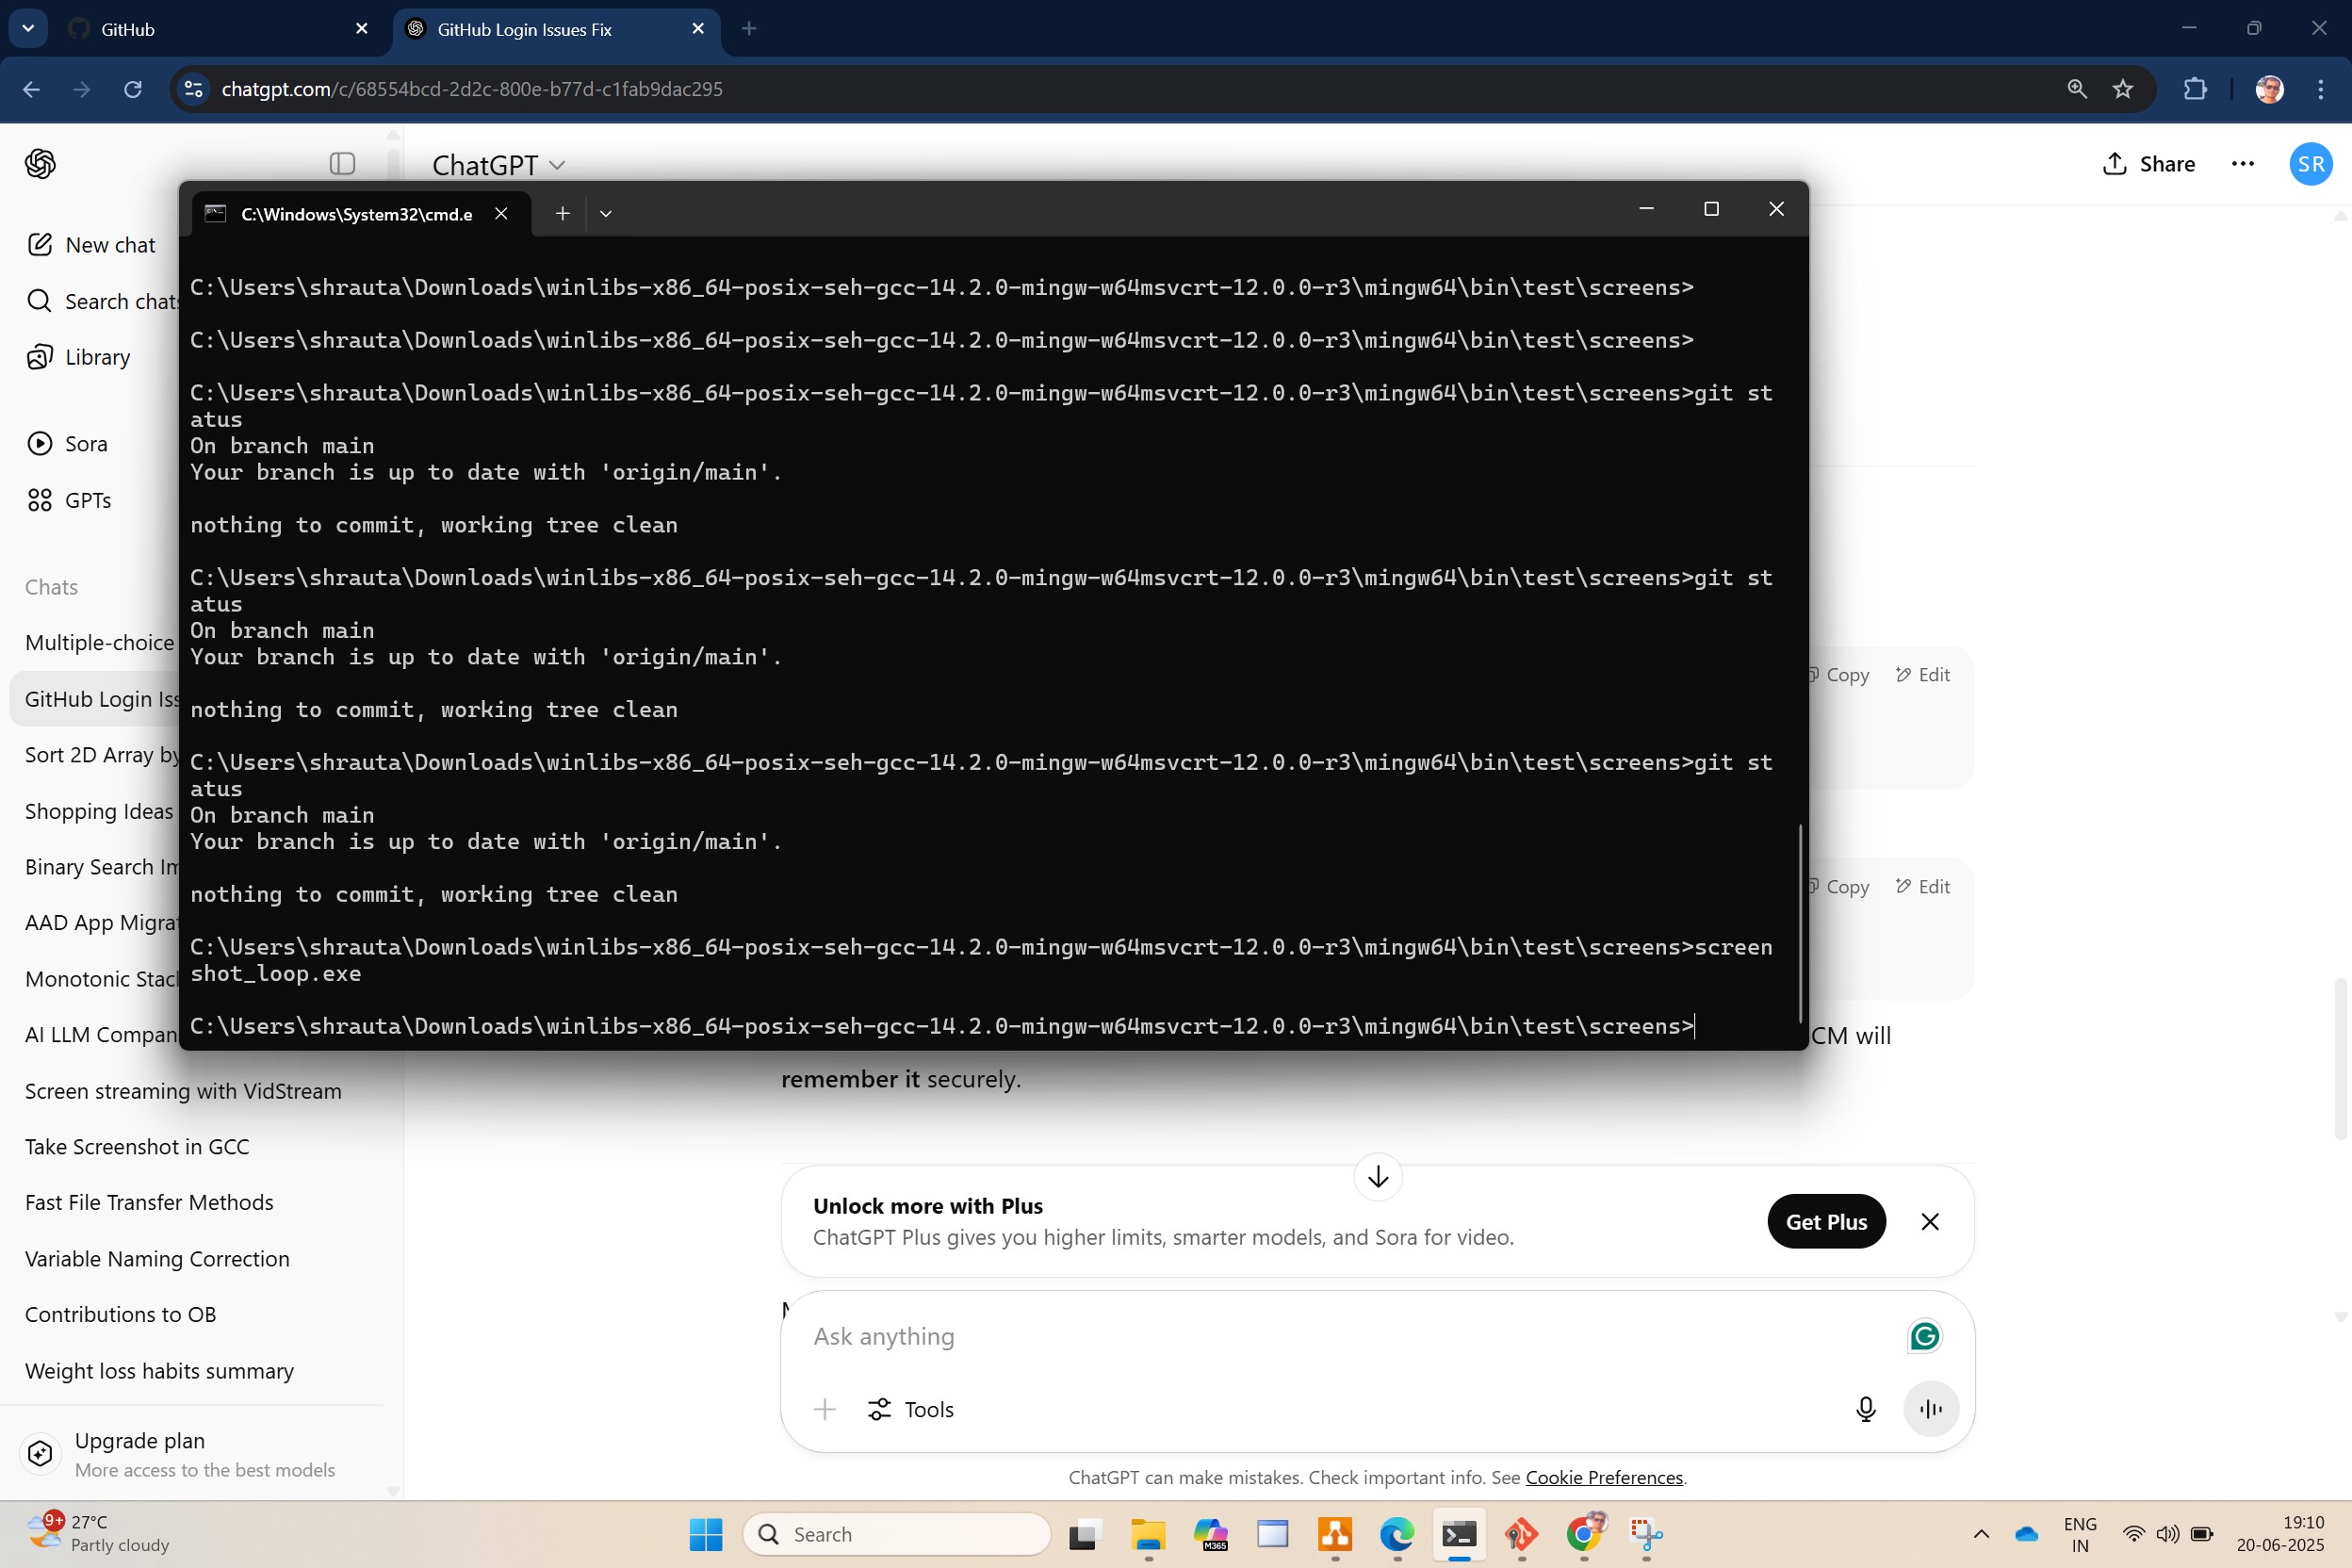 GitHub
GitHub Login Issues Fix
chatgpt.com/c/68554bcd-2d2c-800e-b77d-c1fab9dac295
ChatGPT
Share
SR
New chat
Search chats
Library
Sora
GPTs
Chats
Multiple-choice
GitHub Login Iss
Sort 2D Array by
Shopping Ideas
Binary Search Im
AAD App Migrat
Monotonic Stack
AI LLM Compan
Screen streaming with VidStream
Take Screenshot in GCC
Fast File Transfer Methods
Variable Naming Correction
Contributions to OB
Weight loss habits summary
Upgrade plan
More access to the best models
C:\Windows\System32\cmd.e
C:\Users\shrauta\Downloads\winlibs-x86_64-posix-seh-gcc-14.2.0-mingw-w64msvcrt-12.0.0-r3\mingw64\bin\test\screens>
C:\Users\shrauta\Downloads\winlibs-x86_64-posix-seh-gcc-14.2.0-mingw-w64msvcrt-12.0.0-r3\mingw64\bin\test\screens>
C:\Users\shrauta\Downloads\winlibs-x86_64-posix-seh-gcc-14.2.0-mingw-w64msvcrt-12.0.0-r3\mingw64\bin\test\screens>git st
atus
On branch main
Your branch is up to date with 'origin/main'.
nothing to commit, working tree clean
C:\Users\shrauta\Downloads\winlibs-x86_64-posix-seh-gcc-14.2.0-mingw-w64msvcrt-12.0.0-r3\mingw64\bin\test\screens>git st
atus
On branch main
Your branch is up to date with 'origin/main'.
nothing to commit, working tree clean
C:\Users\shrauta\Downloads\winlibs-x86_64-posix-seh-gcc-14.2.0-mingw-w64msvcrt-12.0.0-r3\mingw64\bin\test\screens>git st
atus
On branch main
Your branch is up to date with 'origin/main'.
nothing to commit, working tree clean
C:\Users\shrauta\Downloads\winlibs-x86_64-posix-seh-gcc-14.2.0-mingw-w64msvcrt-12.0.0-r3\mingw64\bin\test\screens>screen
shot_loop.exe
C:\Users\shrauta\Downloads\winlibs-x86_64-posix-seh-gcc-14.2.0-mingw-w64msvcrt-12.0.0-r3\mingw64\bin\test\screens>
Copy Edit
Copy Edit
CM will
remember it securely.
Unlock more with Plus
ChatGPT Plus gives you higher limits, smarter models, and Sora for video.
Get Plus
Ask anything
Tools
ChatGPT can make mistakes. Check important info. See Cookie Preferences.
9+
27°C
Partly cloudy
Search
M365
ENG
IN
19:10
20-06-2025